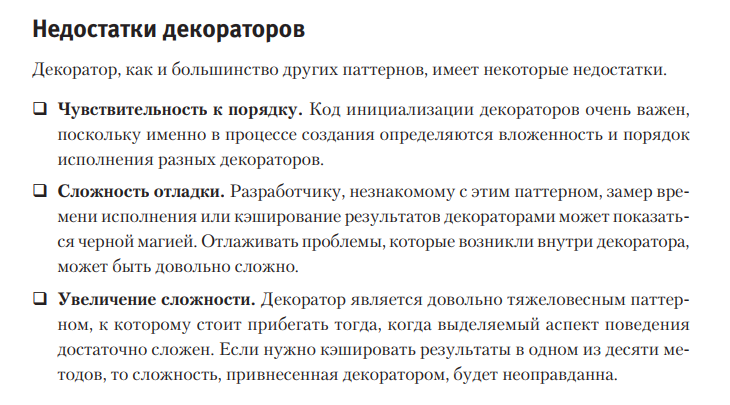 Недостатки декораторов
Декоратор, как и большинство других паттернов, имеет некоторые недостатки.
❑ Чувствительность к порядку. Код инициализации декораторов очень важен,
поскольку именно в процессе создания определяются вложенность и порядок
исполнения разных декораторов.
❑ Сложность отладки. Разработчику, незнакомому с этим паттерном, замер вре-
мени исполнения или кэширование результатов декораторами может показать-
ся черной магией. Отлаживать проблемы, которые возникли внутри декоратора,
может быть довольно сложно.
❑ Увеличение сложности. Декоратор является довольно тяжеловесным паттер-
ном, к которому стоит прибегать тогда, когда выделяемый аспект поведения
достаточно сложен. Если нужно кэшировать результаты в одном из десяти ме-
тодов, то сложность, привнесенная декоратором, будет неоправданна.